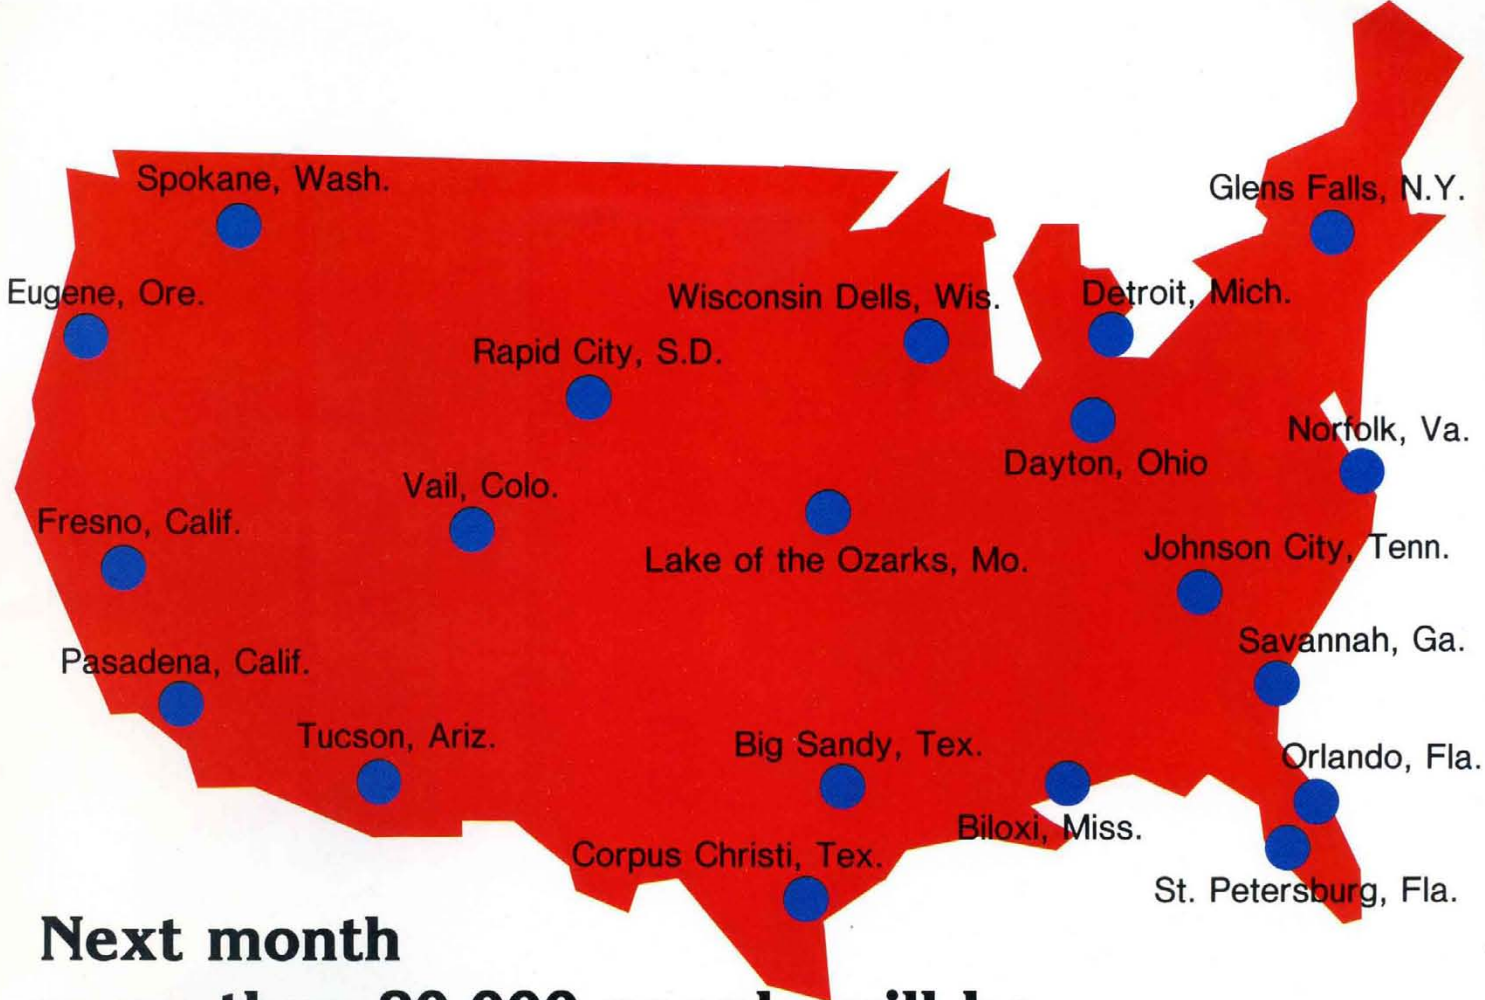 Spokane, Wash.
Glens Falls, N.Y.
Eugene, Ore.
Wisconsin Dells, Wis.
Detroit, Mich.
Rapid City, S.D.
Norfolk, Va.
Dayton, Ohio
Vail, Colo.
Fresno, Calif.
Johnson City, Tenn.
Lake of the Ozarks, Mo.
Savannah, Ga.
Pasadena, Calif.
Tucson, Ariz.
Big Sandy, Tex.
Orlando, Fla.
Biloxi, Miss.
Corpus Christi, Tex.
St. Petersburg, Fla.
Next month